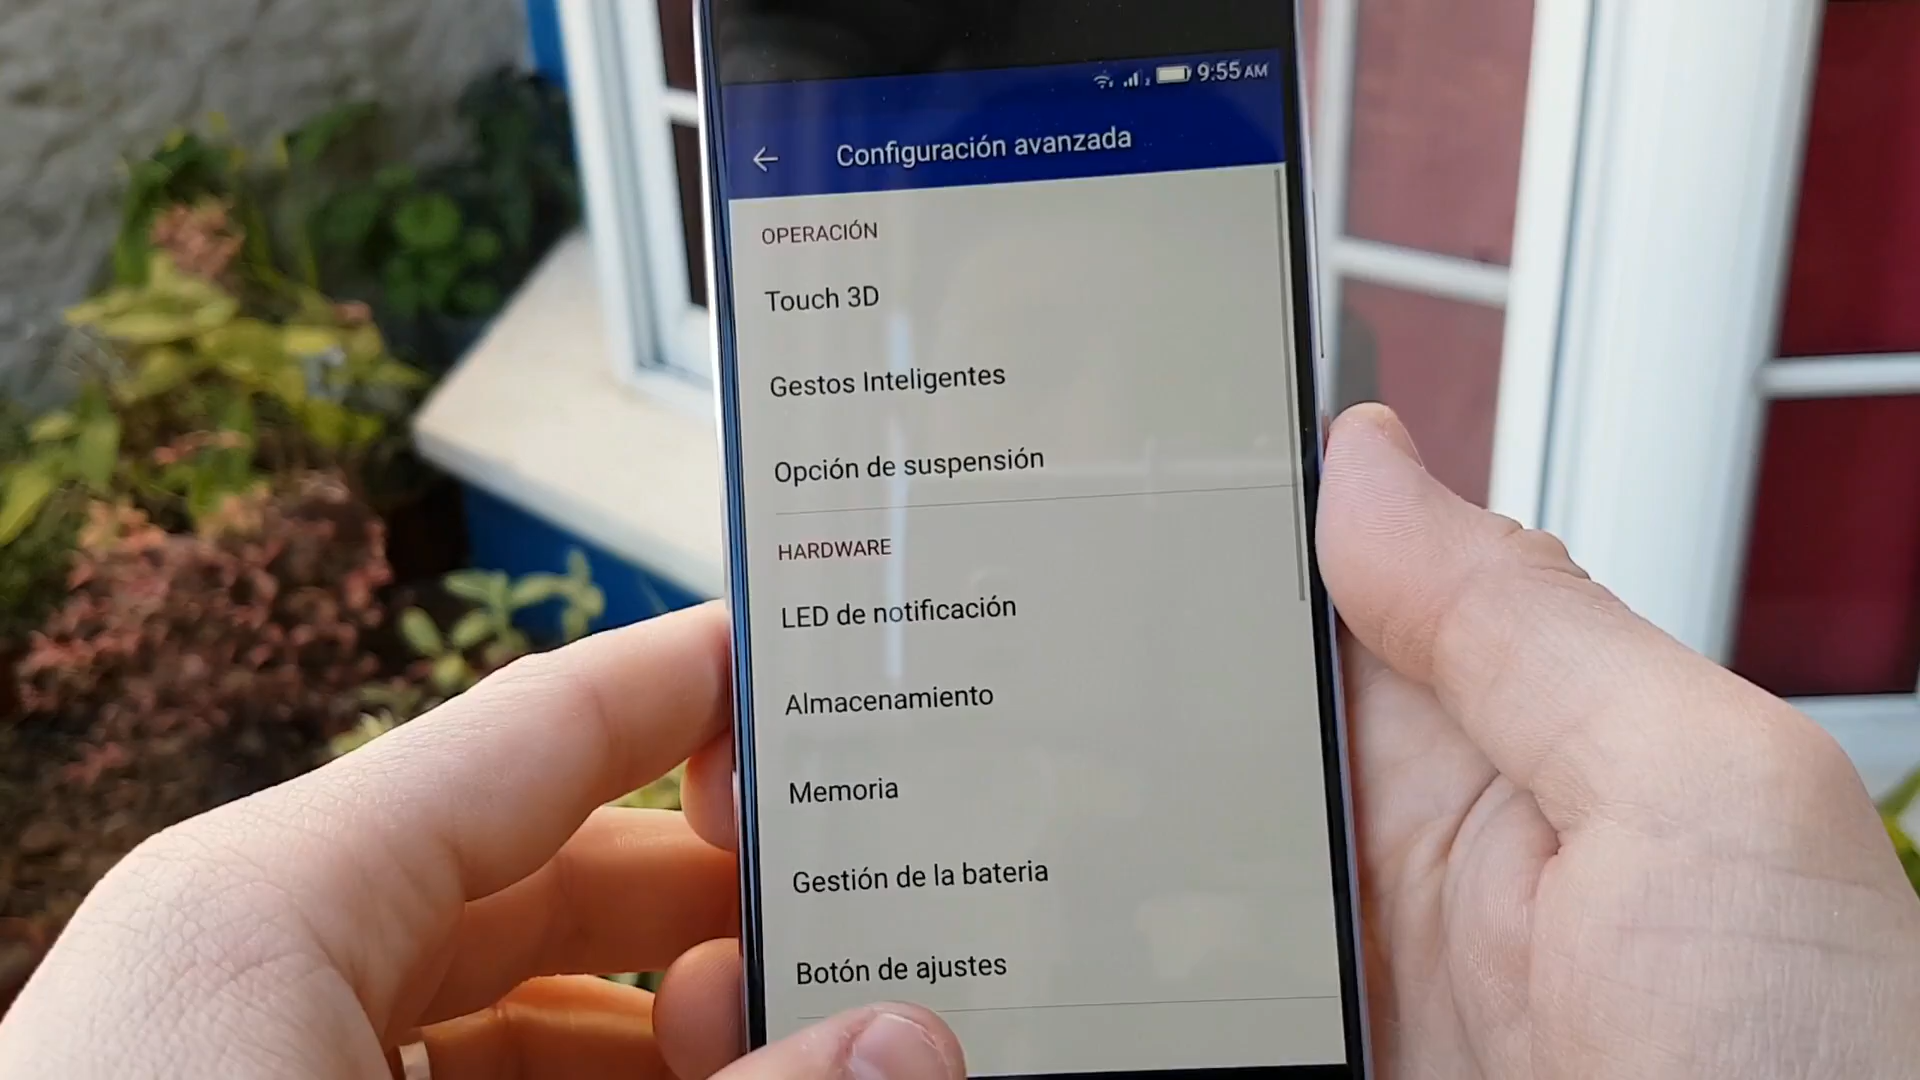 9:55 AM
Configuración avanzada
OPERACIÓN
Touch 3D
Gestos Inteligentes
Opción de suspensión
HARDWARE
LED de notificación
Almacenamiento
Memoria
Gestión de la bateria
Botón de ajustes